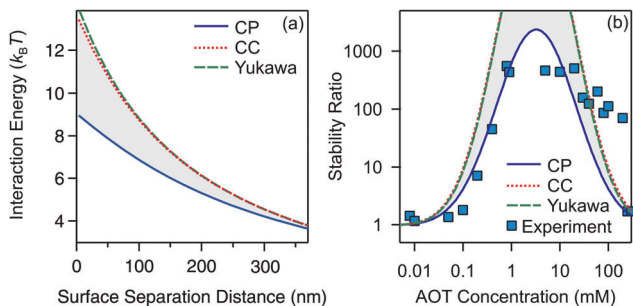 (a)
CP
CC
Yukawa
12
10
8
6
4
0
100
200
300
Interaction Energy (kBT)
Surface Separation Distance (nm)
(b)
1000
100
10
1
CP
CC
Yukawa
Experiment
0.01
0.1
1
10
100
Stability Ratio
AOT Concentration (mM)